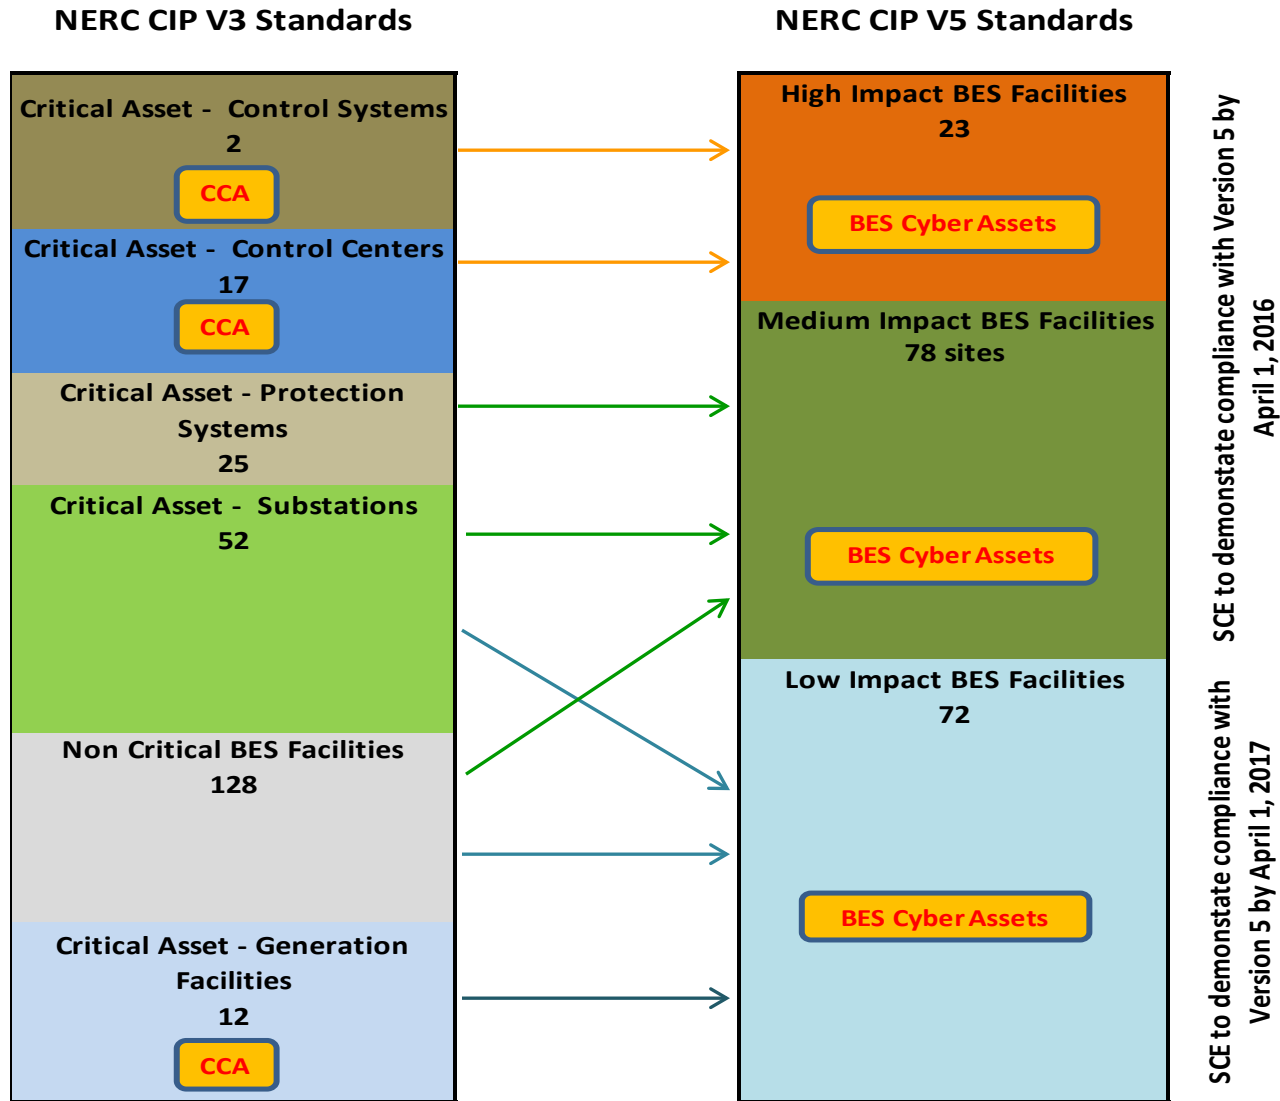 NERC CIP V3 Standards
NERC CIP V5 Standards
Critical Asset - Control Systems
2
CCA
Critical Asset - Control Centers
17
CCA
Critical Asset - Protection
Systems
25
Critical Asset - Substations
52
Non Critical BES Facilities
128
Critical Asset - Generation
Facilities
12
CCA
High Impact BES Facilities
23
BES Cyber Assets
Medium Impact BES Facilities
78 sites
BES Cyber Assets
Low Impact BES Facilities
72
BES Cyber Assets
SCE to demonstate compliance with Version 5 by
April 1, 2016
SCE to demonstate compliance with
Version 5 by April 1, 2017